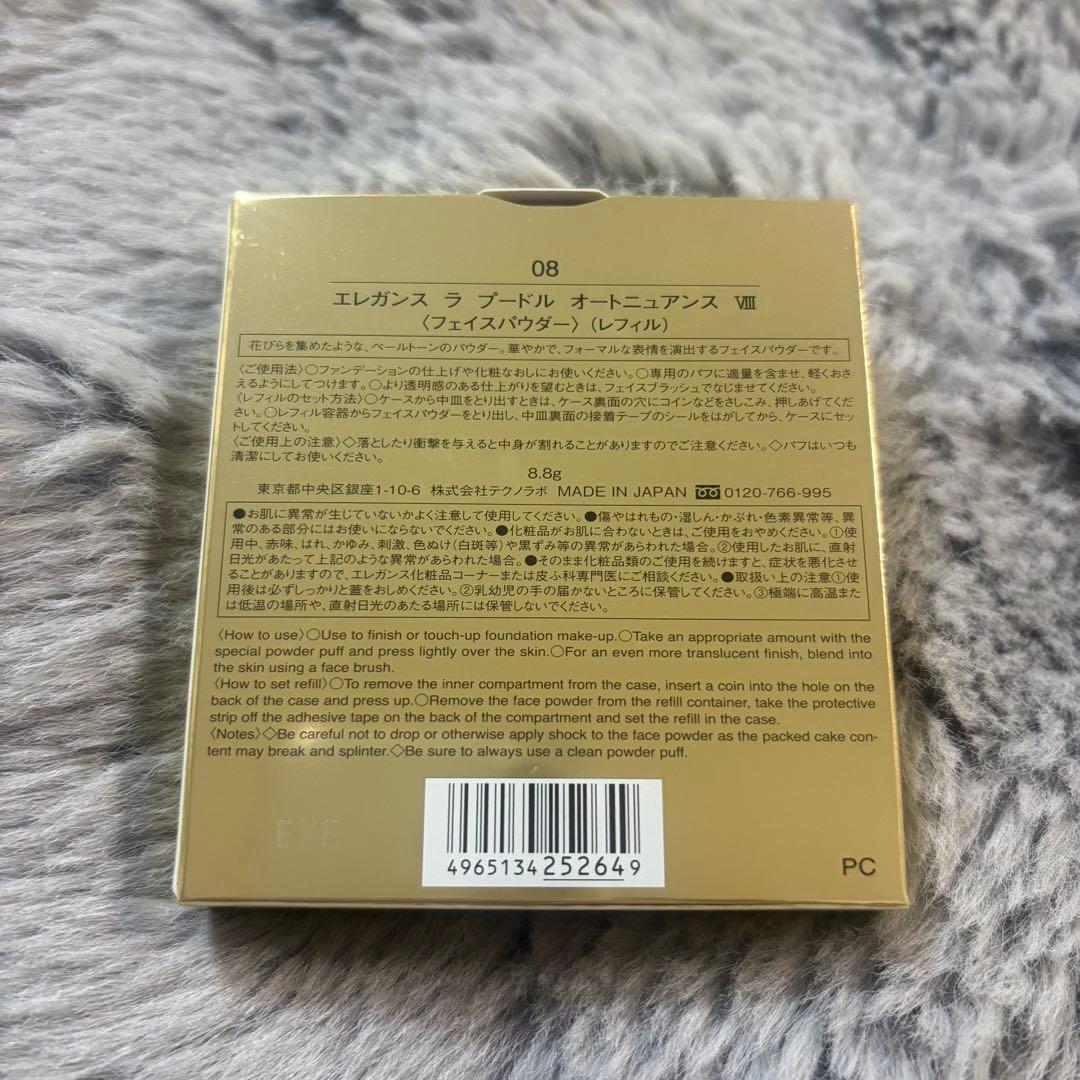 08
エレガンス ラ プードル オートニュアンス Ⅷ
〈フェイスパウダー〉(レフィル)
花びらを集めたような、ペールトーンのパウダー。華やかで、フォーマルな表情を演出するフェイスパウダーです。
〈ご使用法〉○ファンデーションの仕上げや化粧なおしにお使いください。○専用のパフに適量を含ませ、軽くおさ
えるようにしてつけます。○より透明感のある仕上がりを望むときは、フェイスブラッシュでなじませてください。
〈レフィルのセット方法〉○ケースから中皿をとり出すときは、ケース裏面の穴にコインなどをさしこみ、押しあげてくだ
さい。○レフィル容器からフェイスパウダーをとり出し、中皿裏面の接着テープのシールをはがしてから、ケースにセッ
トしてください。
〈ご使用上の注意〉◇落としたり衝撃を与えると中身が割れることがありますのでご注意ください。◇パフはいつも
清潔にしてお使いください。
8.8g
東京都中央区銀座1-10-6 株式会社テクノラボ MADE IN JAPAN 0120-766-995
●お肌に異常が生じていないかよく注意して使用してください。●傷やはれもの・湿しん・かぶれ・色素異常等、異
常のある部分にはお使いにならないでください。●化粧品がお肌に合わないときは、ご使用をおやめください。①使
用中、赤味、はれ、かゆみ、刺激、色ぬけ(白斑等)や黒ずみ等の異常があらわれた場合。②使用したお肌に、直射
日光があたって上記のような異常があらわれた場合。●そのまま化粧品類のご使用を続けますと、症状を悪化させ
ることがありますので、エレガンス化粧品コーナーまたは皮ふ科専門医にご相談ください。●取扱い上の注意①使
用後は必ずしっかりと蓋をおしめください。②乳幼児の手の届かないところに保管してください。③極端に高温また
は低温の場所や、直射日光のあたる場所には保管しないでください。
〈How to use〉○Use to finish or touch-up foundation make-up.○Take an appropriate amount with the
special powder puff and press lightly over the skin.○For an even more translucent finish, blend into
the skin using a face brush.
〈How to set refill〉○To remove the inner compartment from the case, insert a coin into the hole on the
back of the case and press up.○Remove the face powder from the refill container, take the protective
strip off the adhesive tape on the back of the compartment and set the refill in the case.
〈Notes〉◇Be careful not to drop or otherwise apply shock to the face powder as the packed cake con-
tent may break and splinter.◇Be sure to always use a clean powder puff.
4965134252649
PC